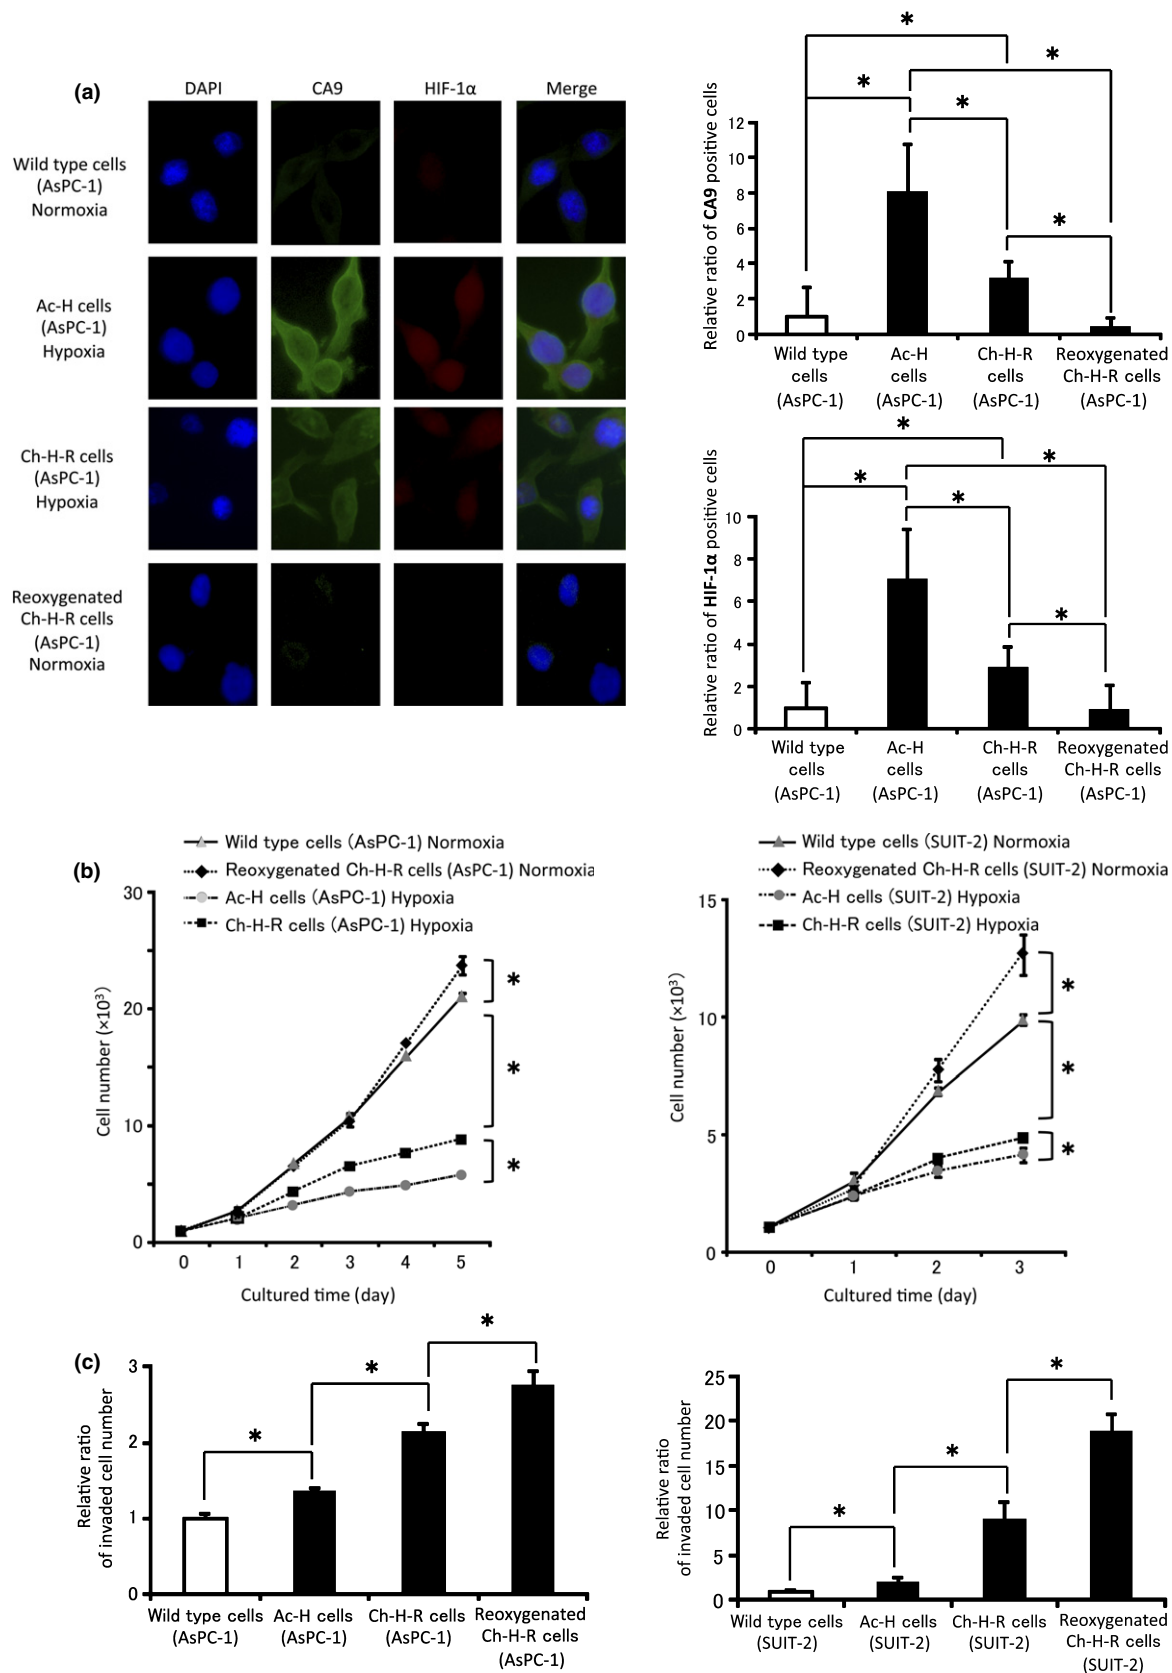 (a)
DAPI
CA9
HIF-1α
Merge
Wild type cells
(AsPC-1)
Normoxia
Ac-H cells
(AsPC-1)
Hypoxia
Ch-H-R cells
(AsPC-1)
Hypoxia
Reoxygenated
Ch-H-R cells
(AsPC-1)
Normoxia
*
*
*
*
*
Relative ratio of CA9 positive cells
12
10
8
6
4
2
0
Wild type
cells
(AsPC-1)
Ac-H
cells
(AsPC-1)
Ch-H-R
cells
(AsPC-1)
Reoxygenated
Ch-H-R cells
(AsPC-1)
*
*
*
*
*
Relative ratio of HIF-1α positive cells
10
8
6
4
2
0
Wild type
cells
(AsPC-1)
Ac-H
cells
(AsPC-1)
Ch-H-R
cells
(AsPC-1)
Reoxygenated
Ch-H-R cells
(AsPC-1)
(b)
Wild type cells (AsPC-1) Normoxia
Reoxygenated Ch-H-R cells (AsPC-1) Normoxia
Ac-H cells (AsPC-1) Hypoxia
Ch-H-R cells (AsPC-1) Hypoxia
Cell number (×10³)
30
20
10
0
*
*
*
0 1 2 3 4 5
Cultured time (day)
Wild type cells (SUIT-2) Normoxia
Reoxygenated Ch-H-R cells (SUIT-2) Normoxia
Ac-H cells (SUIT-2) Hypoxia
Ch-H-R cells (SUIT-2) Hypoxia
Cell number (×10³)
15
10
5
0
*
*
*
0 1 2 3
Cultured time (day)
(c)
Relative ratio
of invaded cell number
3
2
1
0
*
*
*
Wild type cells
(AsPC-1)
Ac-H cells
(AsPC-1)
Ch-H-R cells
(AsPC-1)
Reoxygenated
Ch-H-R cells
(AsPC-1)
Relative ratio
of invaded cell number
25
20
15
10
5
0
*
*
*
Wild type cells
(SUIT-2)
Ac-H cells
(SUIT-2)
Ch-H-R cells
(SUIT-2)
Reoxygenated
Ch-H-R cells
(SUIT-2)